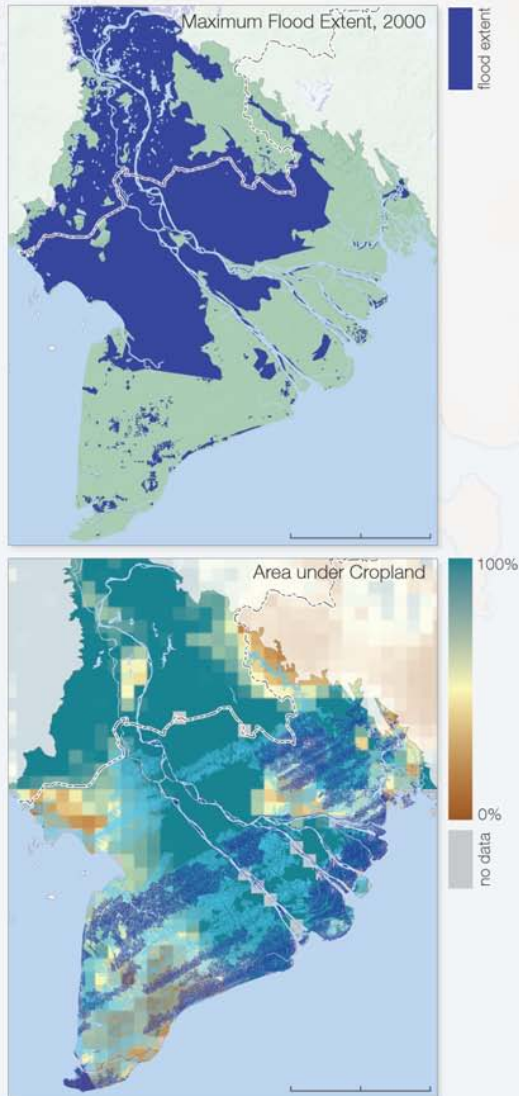 Maximum Flood Extent, 2000
flood extent
Area under Cropland
100%
0%
no data